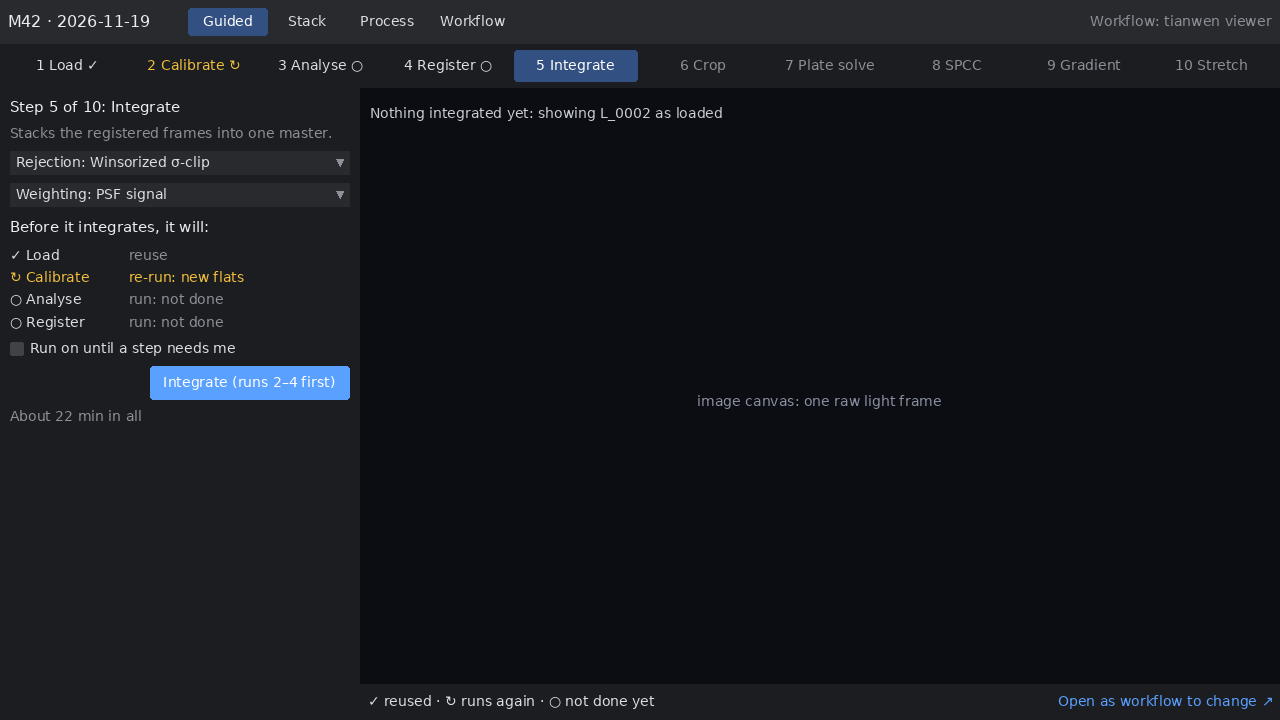 M42 · 2026-11-19 Guided Stack Process Workflow Workflow: tianwen viewer
1 Load ✓ 2 Calibrate ↻ 3 Analyse ○ 4 Register ○ 5 Integrate 6 Crop 7 Plate solve 8 SPCC 9 Gradient 10 Stretch
Step 5 of 10: Integrate
Stacks the registered frames into one master.
Rejection: Winsorized σ-clip ▼
Weighting: PSF signal ▼
Before it integrates, it will:
✓ Load reuse
↻ Calibrate re-run: new flats
○ Analyse run: not done
○ Register run: not done
Run on until a step needs me
Integrate (runs 2–4 first)
About 22 min in all
Nothing integrated yet: showing L_0002 as loaded
image canvas: one raw light frame
✓ reused · ↻ runs again · ○ not done yet
Open as workflow to change ↗